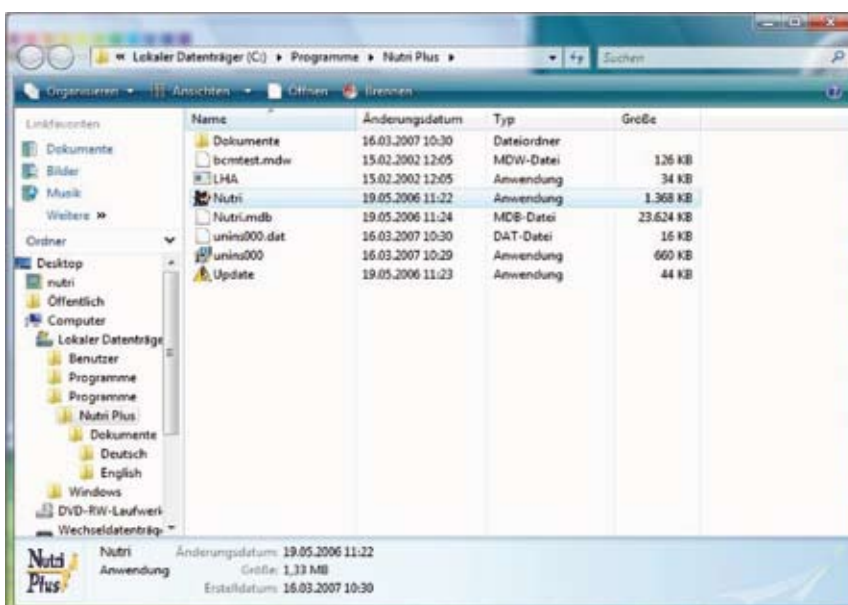 « Lokaler Datenträger (C:) ▸ Programme ▸ Nutri Plus ▸ Suchen
Organisieren Ansichten Öffnen Brennen
Linkfavoriten
Dokumente
Bilder
Musik
Weitere »
Ordner
Desktop
nutri
Öffentlich
Computer
Lokaler Datenträge
Benutzer
Programme
Programme
Nutri Plus
Dokumente
Deutsch
English
Windows
DVD-RW-Laufwerk
Wechseldatenträge
Name Änderungsdatum Typ Größe
Dokumente 16.03.2007 10:30 Dateiordner
bcmtest.mdw 15.02.2002 12:05 MDW-Datei 126 KB
LHA 15.02.2002 12:05 Anwendung 34 KB
Nutri 19.05.2006 11:22 Anwendung 1.368 KB
Nutri.mdb 19.05.2006 11:24 MDB-Datei 23.624 KB
unins000.dat 16.03.2007 10:30 DAT-Datei 16 KB
unins000 16.03.2007 10:29 Anwendung 660 KB
Update 19.05.2006 11:23 Anwendung 44 KB
Nutri Plus
Nutri Änderungsdatum: 19.05.2006 11:22
Anwendung Größe: 1,33 MB
Erstelldatum: 16.03.2007 10:30